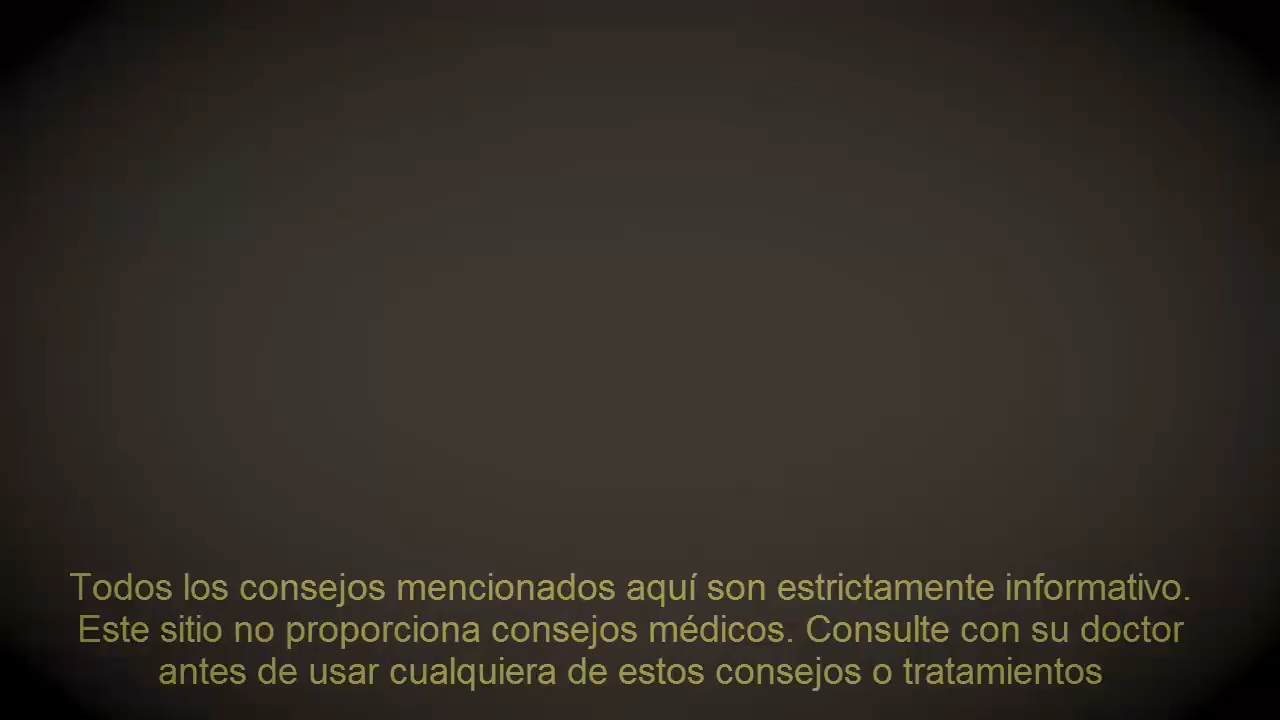 Todos los consejos mencionados aquí son estrictamente informativo.
Este sitio no proporciona consejos médicos. Consulte con su doctor
antes de usar cualquiera de estos consejos o tratamientos